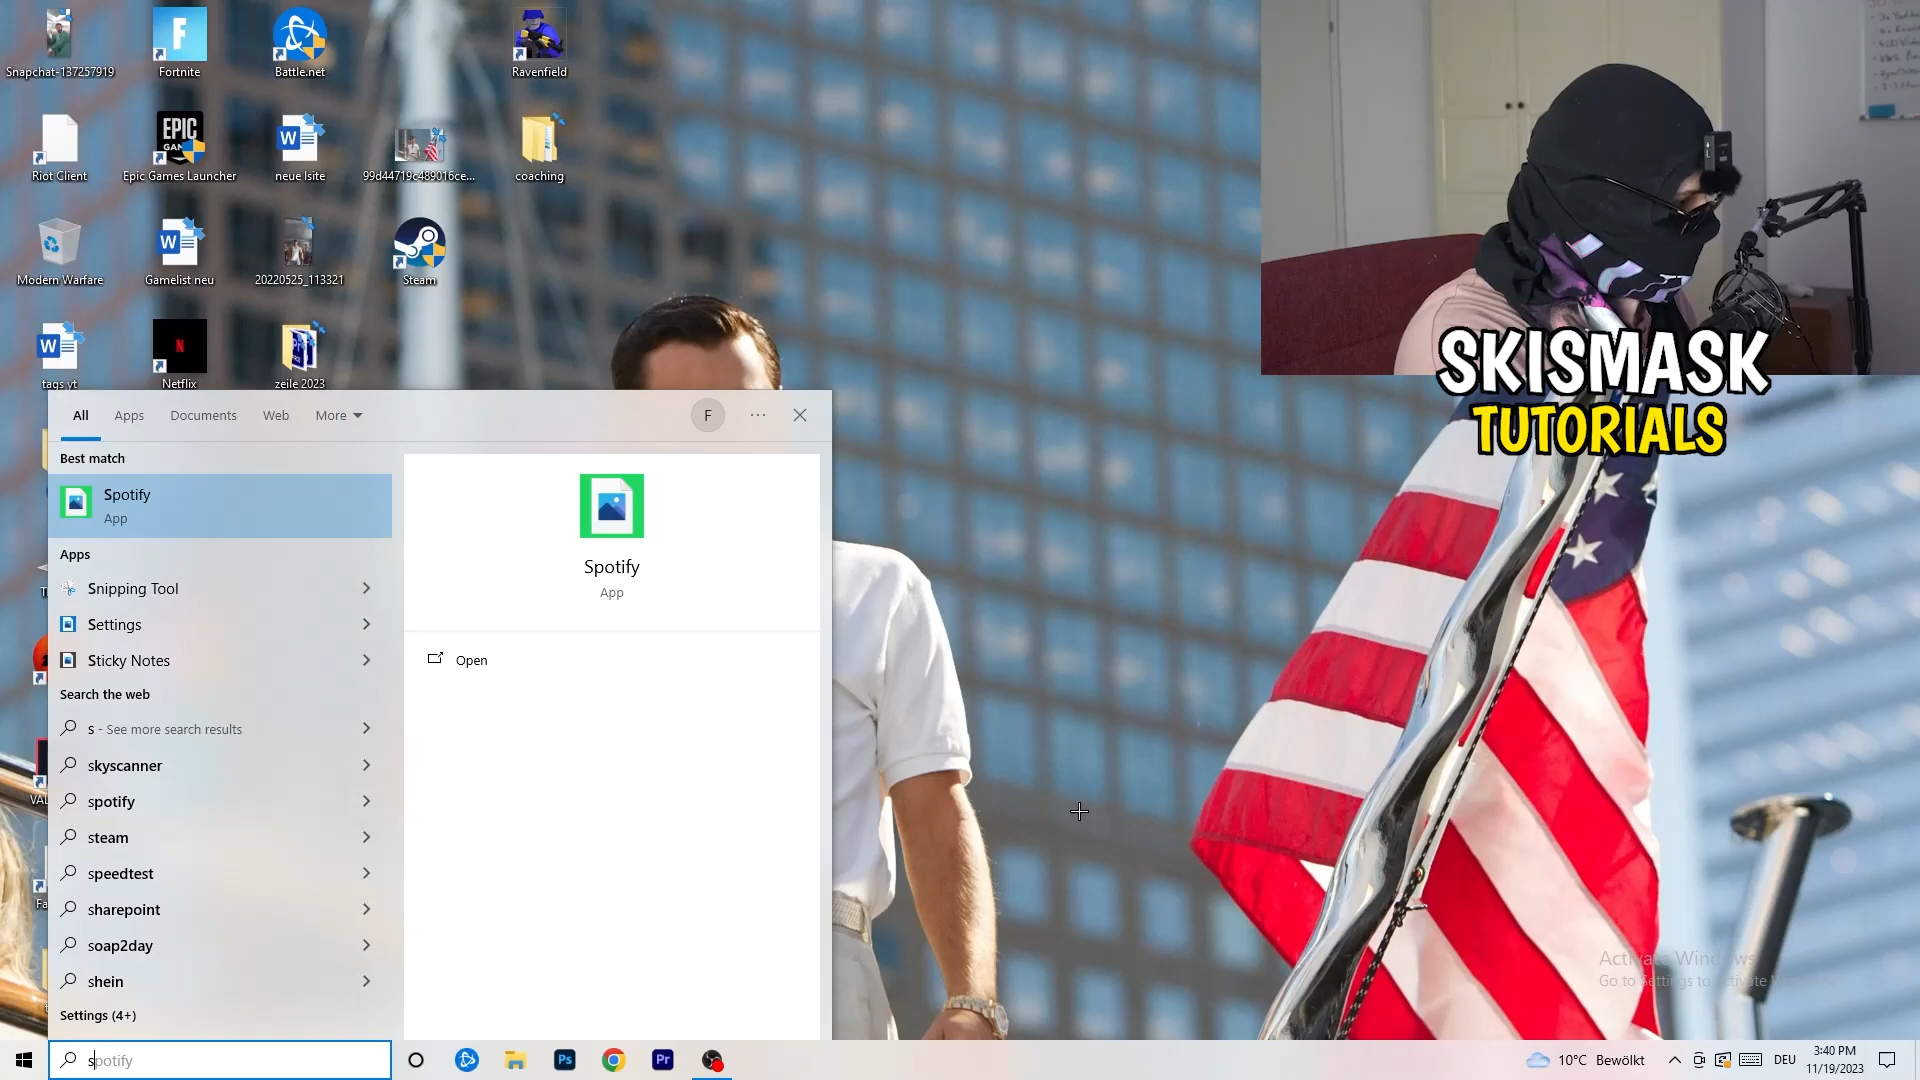 Snapchat-137257919
Fortnite
Battle.net
Ravenfield
Riot Client
EPIC
Epic Games Launcher
neue lsite
99d44719c489016ce...
coaching
Modern Warfare
Gamelist neu
20220525_113321
Steam
tags yt
Netflix
zeile 2023
SKISMASK
TUTORIALS
All
Apps
Documents
Web
More
F
Best match
Spotify
App
Apps
Snipping Tool
Settings
Sticky Notes
Search the web
s - See more search results
skyscanner
spotify
steam
speedtest
sharepoint
soap2day
shein
Settings (4+)
Spotify
App
Open
Activate Windows
Go to Settings to activate
spotify
Ps
Pr
10°C Bewölkt
DEU
3:40 PM
11/19/2023